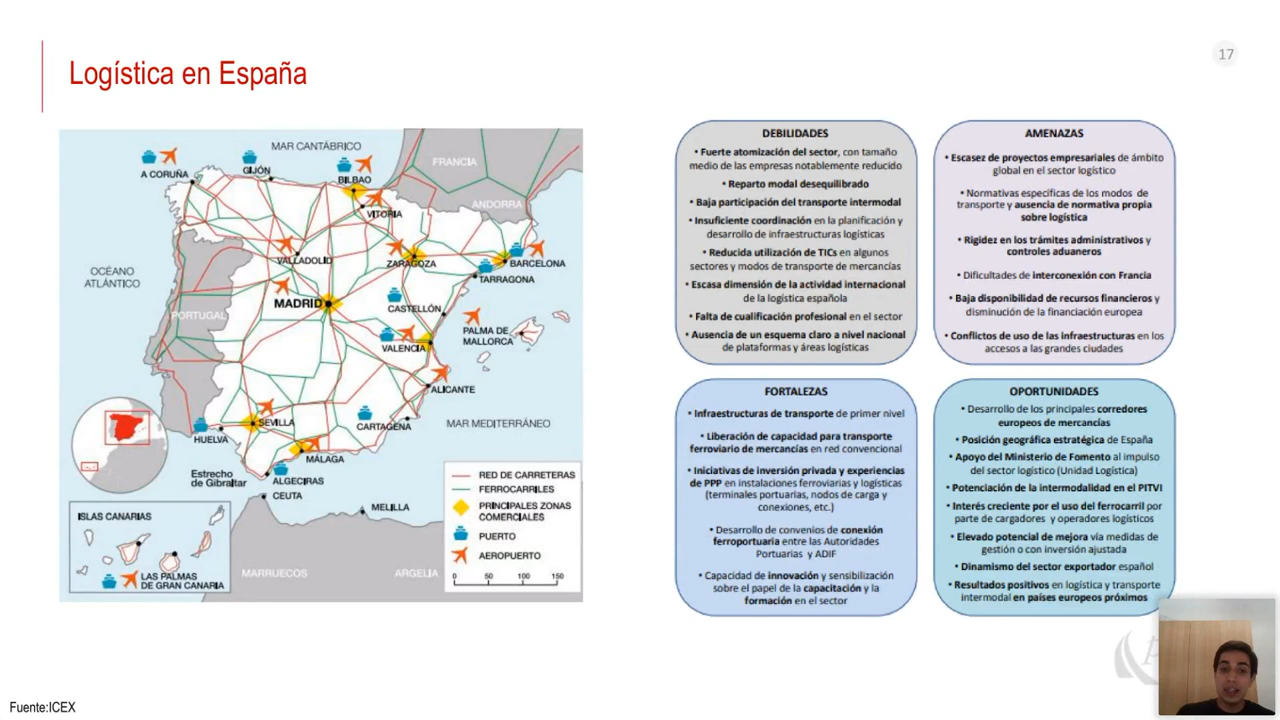 Logística en España
17
MAR CANTÁBRICO
FRANCIA
ANDORRA
A CORUÑA
GIJÓN
BILBAO
VITORIA
OCÉANO
ATLÁNTICO
VALLADOLID
ZARAGOZA
BARCELONA
TARRAGONA
MADRID
CASTELLÓN
PORTUGAL
PALMA DE
MALLORCA
VALENCIA
ALICANTE
SEVILLA
CARTAGENA
MAR MEDITERRÁNEO
HUELVA
MÁLAGA
Estrecho
de Gibraltar
ALGECIRAS
CEUTA
MELILLA
ISLAS CANARIAS
LAS PALMAS
DE GRAN CANARIA
MARRUECOS
ARGELIA
RED DE CARRETERAS
FERROCARRILES
PRINCIPALES ZONAS
COMERCIALES
PUERTO
AEROPUERTO
0 50 100 150
DEBILIDADES
• Fuerte atomización del sector, con tamaño
medio de las empresas notablemente reducido
• Reparto modal desequilibrado
• Baja participación del transporte intermodal
• Insuficiente coordinación en la planificación y
desarrollo de infraestructuras logísticas
• Reducida utilización de TICs en algunos
sectores y modos de transporte de mercancías
• Escasa dimensión de la actividad internacional
de la logística española
• Falta de cualificación profesional en el sector
• Ausencia de un esquema claro a nivel nacional
de plataformas y áreas logísticas
AMENAZAS
• Escasez de proyectos empresariales de ámbito
global en el sector logístico
• Normativas específicas de los modos de
transporte y ausencia de normativa propia
sobre logística
• Rigidez en los trámites administrativos y
controles aduaneros
• Dificultades de interconexión con Francia
• Baja disponibilidad de recursos financieros y
disminución de la financiación europea
• Conflictos de uso de las infraestructuras en los
accesos a las grandes ciudades
FORTALEZAS
• Infraestructuras de transporte de primer nivel
• Liberación de capacidad para transporte
ferroviario de mercancías en red convencional
• Iniciativas de inversión privada y experiencias
de PPP en instalaciones ferroviarias y logísticas
(terminales portuarias, nodos de carga y
conexiones, etc.)
• Desarrollo de convenios de conexión
ferroportuaria entre las Autoridades
Portuarias y ADIF
• Capacidad de innovación y sensibilización
sobre el papel de la capacitación y la
formación en el sector
OPORTUNIDADES
• Desarrollo de los principales corredores
europeos de mercancías
• Posición geográfica estratégica de España
• Apoyo del Ministerio de Fomento al impulso
del sector logístico (Unidad Logística)
• Potenciación de la intermodalidad en el PITVI
• Interés creciente por el uso del ferrocarril por
parte de cargadores y operadores logísticos
• Elevado potencial de mejora vía medidas de
gestión o con inversión ajustada
• Dinamismo del sector exportador español
• Resultados positivos en logística y transporte
intermodal en países europeos próximos
Fuente:ICEX